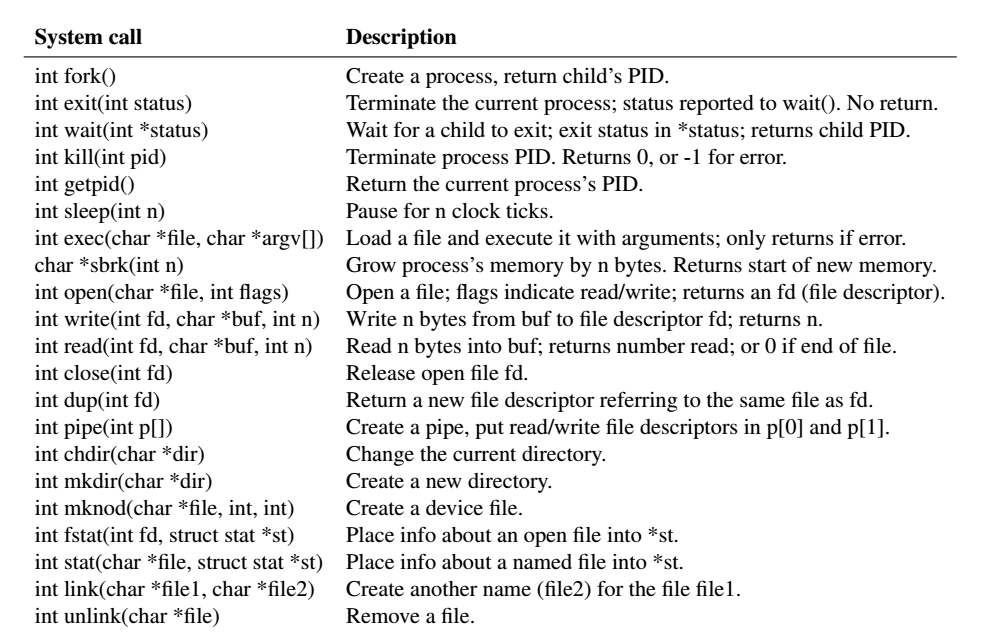 System call Description
int fork() Create a process, return child's PID.
int exit(int status) Terminate the current process; status reported to wait(). No return.
int wait(int *status) Wait for a child to exit; exit status in *status; returns child PID.
int kill(int pid) Terminate process PID. Returns 0, or -1 for error.
int getpid() Return the current process's PID.
int sleep(int n) Pause for n clock ticks.
int exec(char *file, char *argv[]) Load a file and execute it with arguments; only returns if error.
char *sbrk(int n) Grow process's memory by n bytes. Returns start of new memory.
int open(char *file, int flags) Open a file; flags indicate read/write; returns an fd (file descriptor).
int write(int fd, char *buf, int n) Write n bytes from buf to file descriptor fd; returns n.
int read(int fd, char *buf, int n) Read n bytes into buf; returns number read; or 0 if end of file.
int close(int fd) Release open file fd.
int dup(int fd) Return a new file descriptor referring to the same file as fd.
int pipe(int p[]) Create a pipe, put read/write file descriptors in p[0] and p[1].
int chdir(char *dir) Change the current directory.
int mkdir(char *dir) Create a new directory.
int mknod(char *file, int, int) Create a device file.
int fstat(int fd, struct stat *st) Place info about an open file into *st.
int stat(char *file, struct stat *st) Place info about a named file into *st.
int link(char *file1, char *file2) Create another name (file2) for the file file1.
int unlink(char *file) Remove a file.